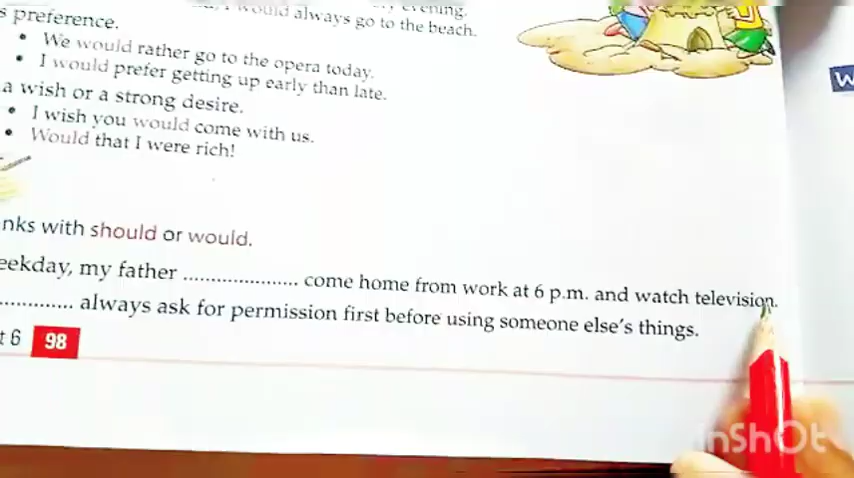 would always go to the beach.
evening.
s preference.
• We would rather go to the opera today.
• I would prefer getting up early than late.
a wish or a strong desire.
• I wish you would come with us.
• Would that I were rich!
nks with should or would.
eekday, my father ..................... come home from work at 6 p.m. and watch television.
............. always ask for permission first before using someone else's things.
t 6 98
W
InShOt